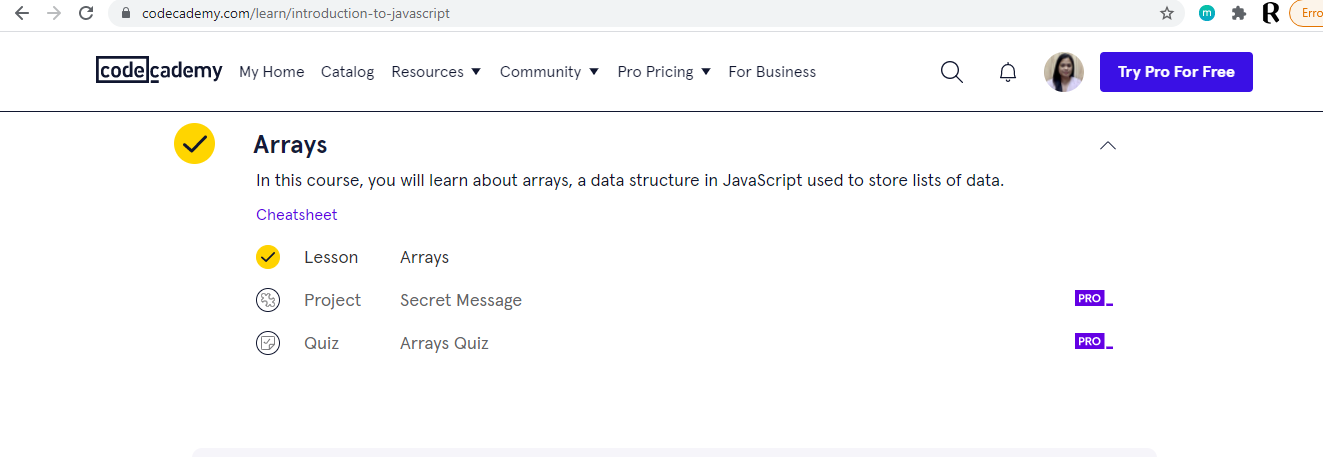 codecademy.com/learn/introduction-to-javascript
m
R
Erro
codecademy My Home Catalog Resources Community Pro Pricing For Business Try Pro For Free
Arrays
In this course, you will learn about arrays, a data structure in JavaScript used to store lists of data.
Cheatsheet
Lesson Arrays
Project Secret Message PRO
Quiz Arrays Quiz PRO